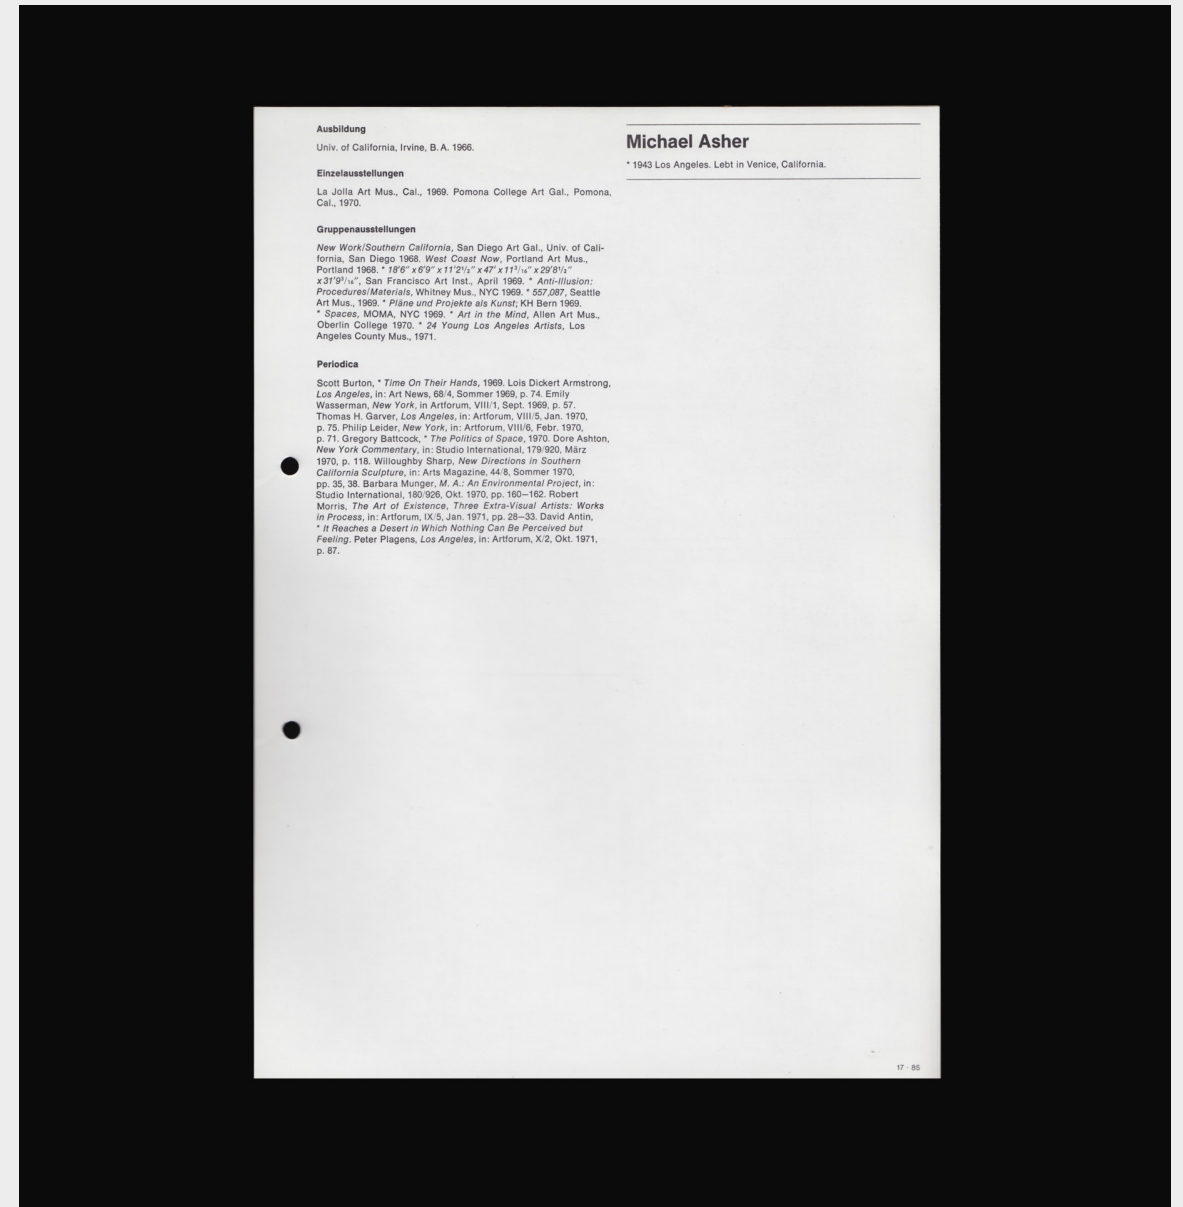 Ausbildung
Univ. of California, Irvine, B. A. 1966.
Einzelausstellungen
La Jolla Art Mus., Cal., 1969. Pomona College Art Gal., Pomona,
Cal., 1970.
Gruppenausstellungen
New Work/Southern California, San Diego Art Gal., Univ. of Cali-
fornia, San Diego 1968. West Coast Now, Portland Art Mus.,
Portland 1968. * 18'6" x 6'9" x 11'2½" x 47' x 11³/₁₆" x 29'8½"
x 31'9³/₁₆", San Francisco Art Inst., April 1969. * Anti-Illusion:
Procedures/Materials, Whitney Mus., NYC 1969. * 557,087, Seattle
Art Mus., 1969. * Pläne und Projekte als Kunst; KH Bern 1969.
* Spaces, MOMA, NYC 1969. * Art in the Mind, Allen Art Mus.,
Oberlin College 1970. * 24 Young Los Angeles Artists, Los
Angeles County Mus., 1971.
Periodica
Scott Burton, * Time On Their Hands, 1969. Lois Dickert Armstrong,
Los Angeles, in: Art News, 68/4, Sommer 1969, p. 74. Emily
Wasserman, New York, in Artforum, VIII/1, Sept. 1969, p. 57.
Thomas H. Garver, Los Angeles, in: Artforum, VIII/5, Jan. 1970,
p. 75. Philip Leider, New York, in: Artforum, VIII/6, Febr. 1970,
p. 71. Gregory Battcock, * The Politics of Space, 1970. Dore Ashton,
New York Commentary, in: Studio International, 179/920, März
1970, p. 118. Willoughby Sharp, New Directions in Southern
California Sculpture, in: Arts Magazine, 44/8, Sommer 1970,
pp. 35, 38. Barbara Munger, M. A.: An Environmental Project, in:
Studio International, 180/926, Okt. 1970, pp. 160—162. Robert
Morris, The Art of Existence, Three Extra-Visual Artists: Works
in Process, in: Artforum, IX/5, Jan. 1971, pp. 28—33. David Antin,
* It Reaches a Desert in Which Nothing Can Be Perceived but
Feeling. Peter Plagens, Los Angeles, in: Artforum, X/2, Okt. 1971,
p. 87.
Michael Asher
* 1943 Los Angeles. Lebt in Venice, California.
17 · 85